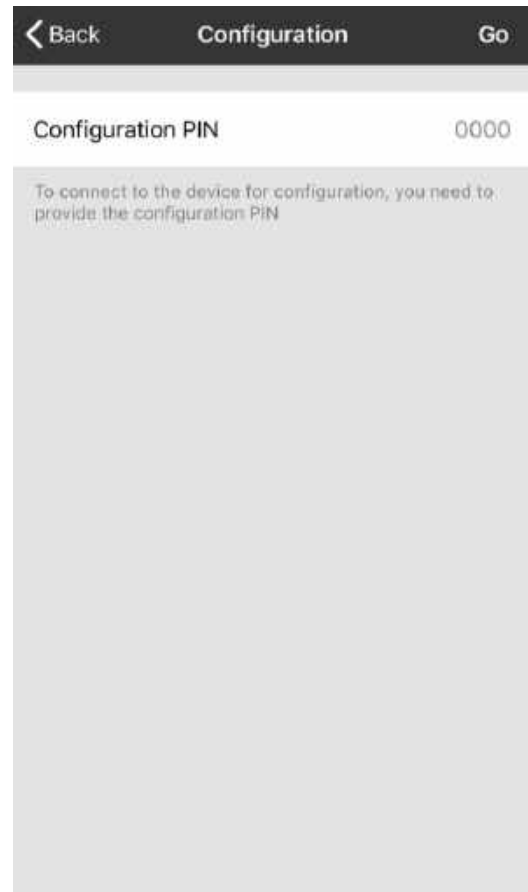 Back Configuration Go
Configuration PIN 0000
To connect to the device for configuration, you need to
provide the configuration PIN